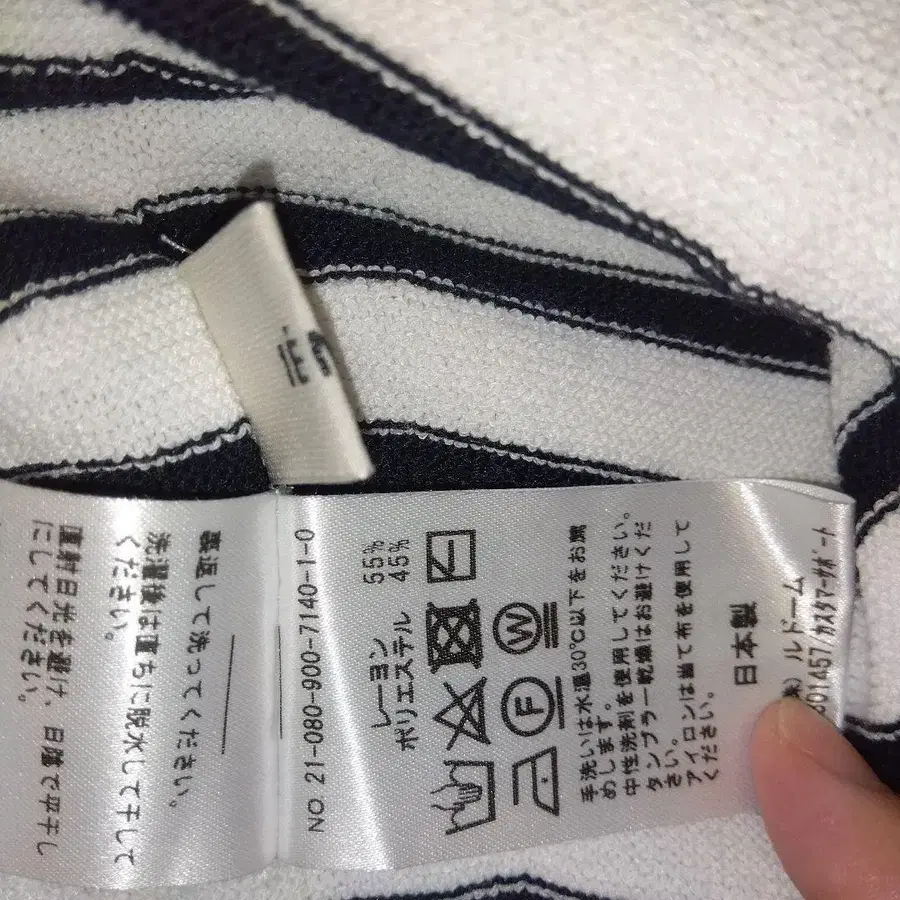 NO. 21-080-900-7140-1-0
レーヨン 55%
ポリエステル 45%
W
F
手洗いは水温30℃以下をお薦
めします。
中性洗剤を使用してください。
タンブラー乾燥はお避けくだ
さい。
アイロンは当て布を使用して
ください。
日本製
ルドーム
301457/カスタマーサポート
裏返して洗ってください。
洗濯後は直ちに脱水して干して
ください。
直射日光を避け、日陰で平干し
にしてください。